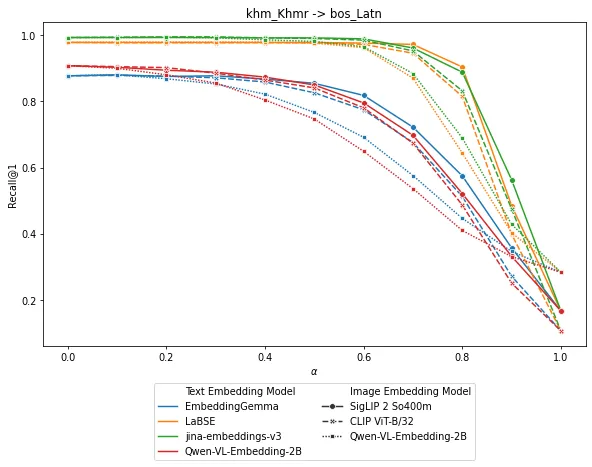 khm_Khmr -> bos_Latn
Recall@1
1.0
0.8
0.6
0.4
0.2
0.0 0.2 0.4 0.6 0.8 1.0
α
Text Embedding Model
EmbeddingGemma
LaBSE
jina-embeddings-v3
Qwen-VL-Embedding-2B
Image Embedding Model
SigLIP 2 So400m
CLIP ViT-B/32
Qwen-VL-Embedding-2B